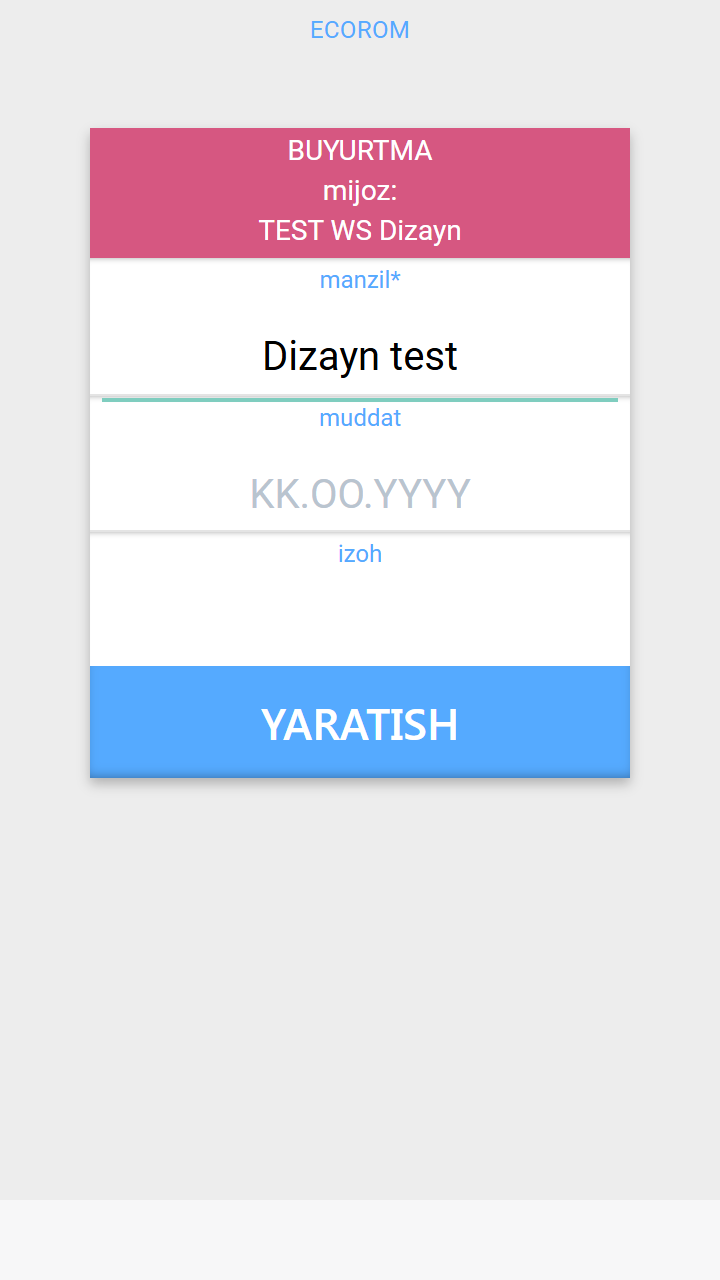 ECOROM
BUYURTMA
mijoz:
TEST WS Dizayn
manzil*
Dizayn test
muddat
KK.OO.YYYY
izoh
YARATISH